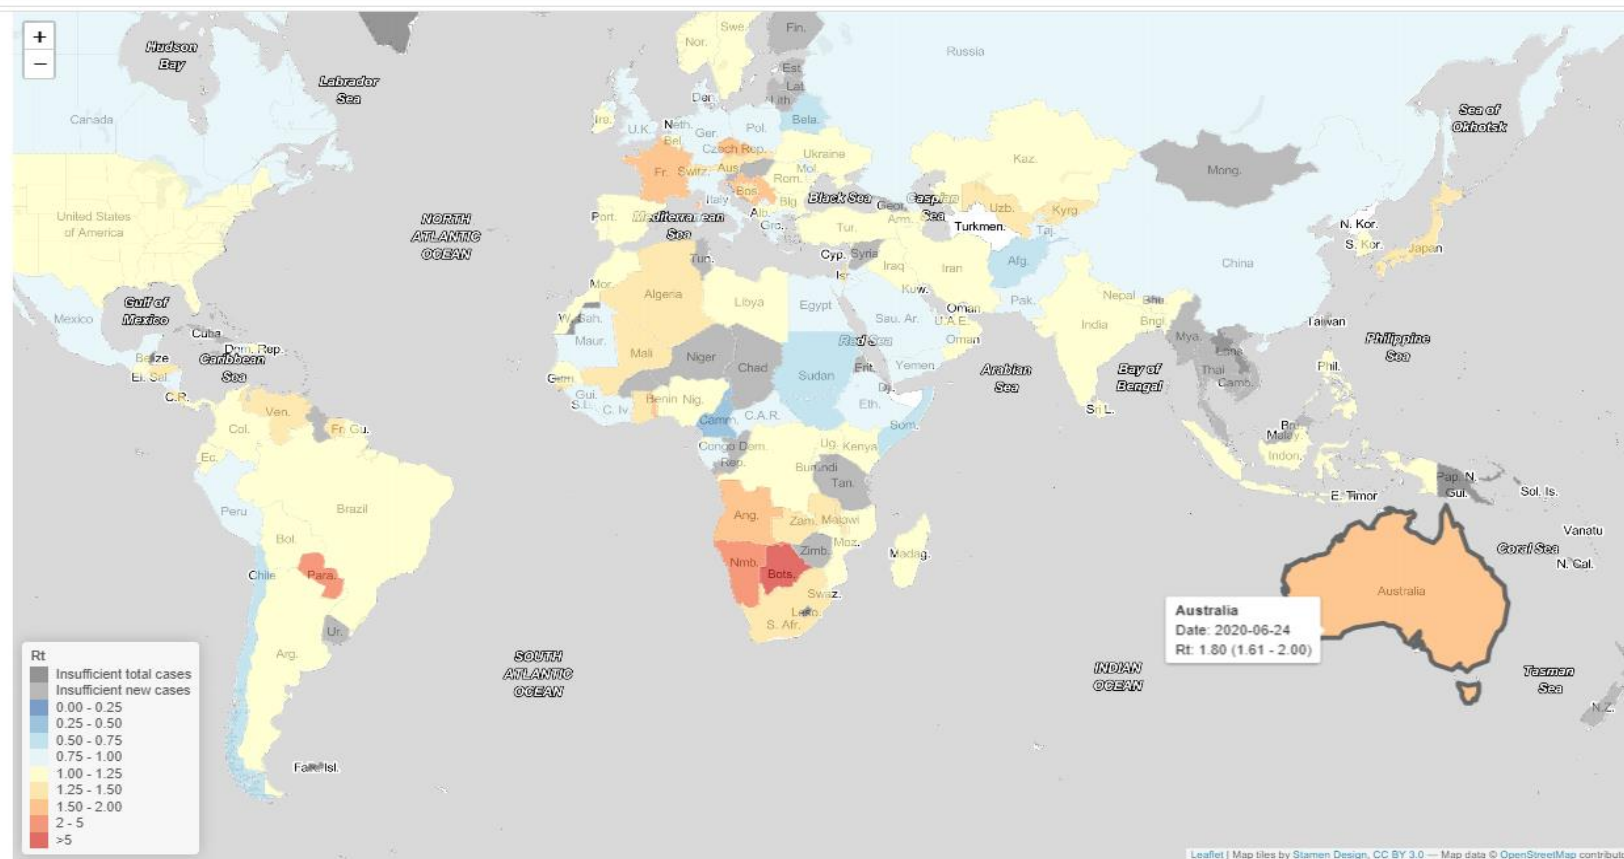 +
−
Hudson
Bay
Labrador
Sea
Canada
United States
of America
Mexico
Gulf of
Mexico
Cuba
Dom. Rep.
Caribbean
Sea
El. Sal.
C.R.
Ven.
Col.
Fr. Gu.
Ec.
Peru
Brazil
Bol.
Chile
Para.
Ur.
Arg.
NORTH
ATLANTIC
OCEAN
SOUTH
ATLANTIC
OCEAN
Nor.
Swe.
Fin.
Est
Lat
Lith.
Russia
Den
Ire.
U.K.
Neth.
Ger.
Pol.
Bela.
Bel
Czech Rep.
Ukraine
Fr.
Switz
Aus
Mol.
Rom.
Bos.
Italy
Blg
Alb.
Port.
Grc.
Mediterranean
Sea
Black Sea
Caspian
Sea
Geor.
Arm.
Tur.
Kaz.
Uzb.
Kyrg
Turkmen.
Taj.
Mong.
Sea of
Okhotsk
N. Kor.
S. Kor.
Japan
China
Cyp.
Syria
Isr.
Iraq
Iran
Afg.
Kuw.
Pak.
Nepal
Bhu
India
Oman
U.A.E.
Oman
Sau. Ar.
Yemen
Red Sea
Tun.
Mor.
Algeria
Libya
Egypt
W. Sah.
Maur.
Mali
Niger
Chad
Sudan
Erit.
Dj.
Gam
Gui.
S.L.
C. Iv
Benin
Nig.
Camm.
C.A.R.
Eth.
Som.
Congo
Rep.
Dem.
Ug.
Kenya
Burundi
Tan.
Ang.
Zam.
Malawi
Moz.
Zimb.
Nmb.
Bots.
Madag.
Swaz.
S. Afr.
Arabian
Sea
Bay of
Bengal
Sri L.
Mya.
Thai
Camb.
Taiwan
Philippine
Sea
Phil.
Malay.
Indon.
E. Timor
Pap. N.
Gui.
Sol. Is.
Vanatu
Coral Sea
N. Cal.
Australia
Australia
Date: 2020-06-24
Rt: 1.80 (1.61 - 2.00)
INDIAN
OCEAN
Tasman
Sea
N.Z.
Rt
Insufficient total cases
Insufficient new cases
0.00 - 0.25
0.25 - 0.50
0.50 - 0.75
0.75 - 1.00
1.00 - 1.25
1.25 - 1.50
1.50 - 2.00
2 - 5
>5
Leaflet | Map tiles by Stamen Design, CC BY 3.0 — Map data © OpenStreetMap contribut